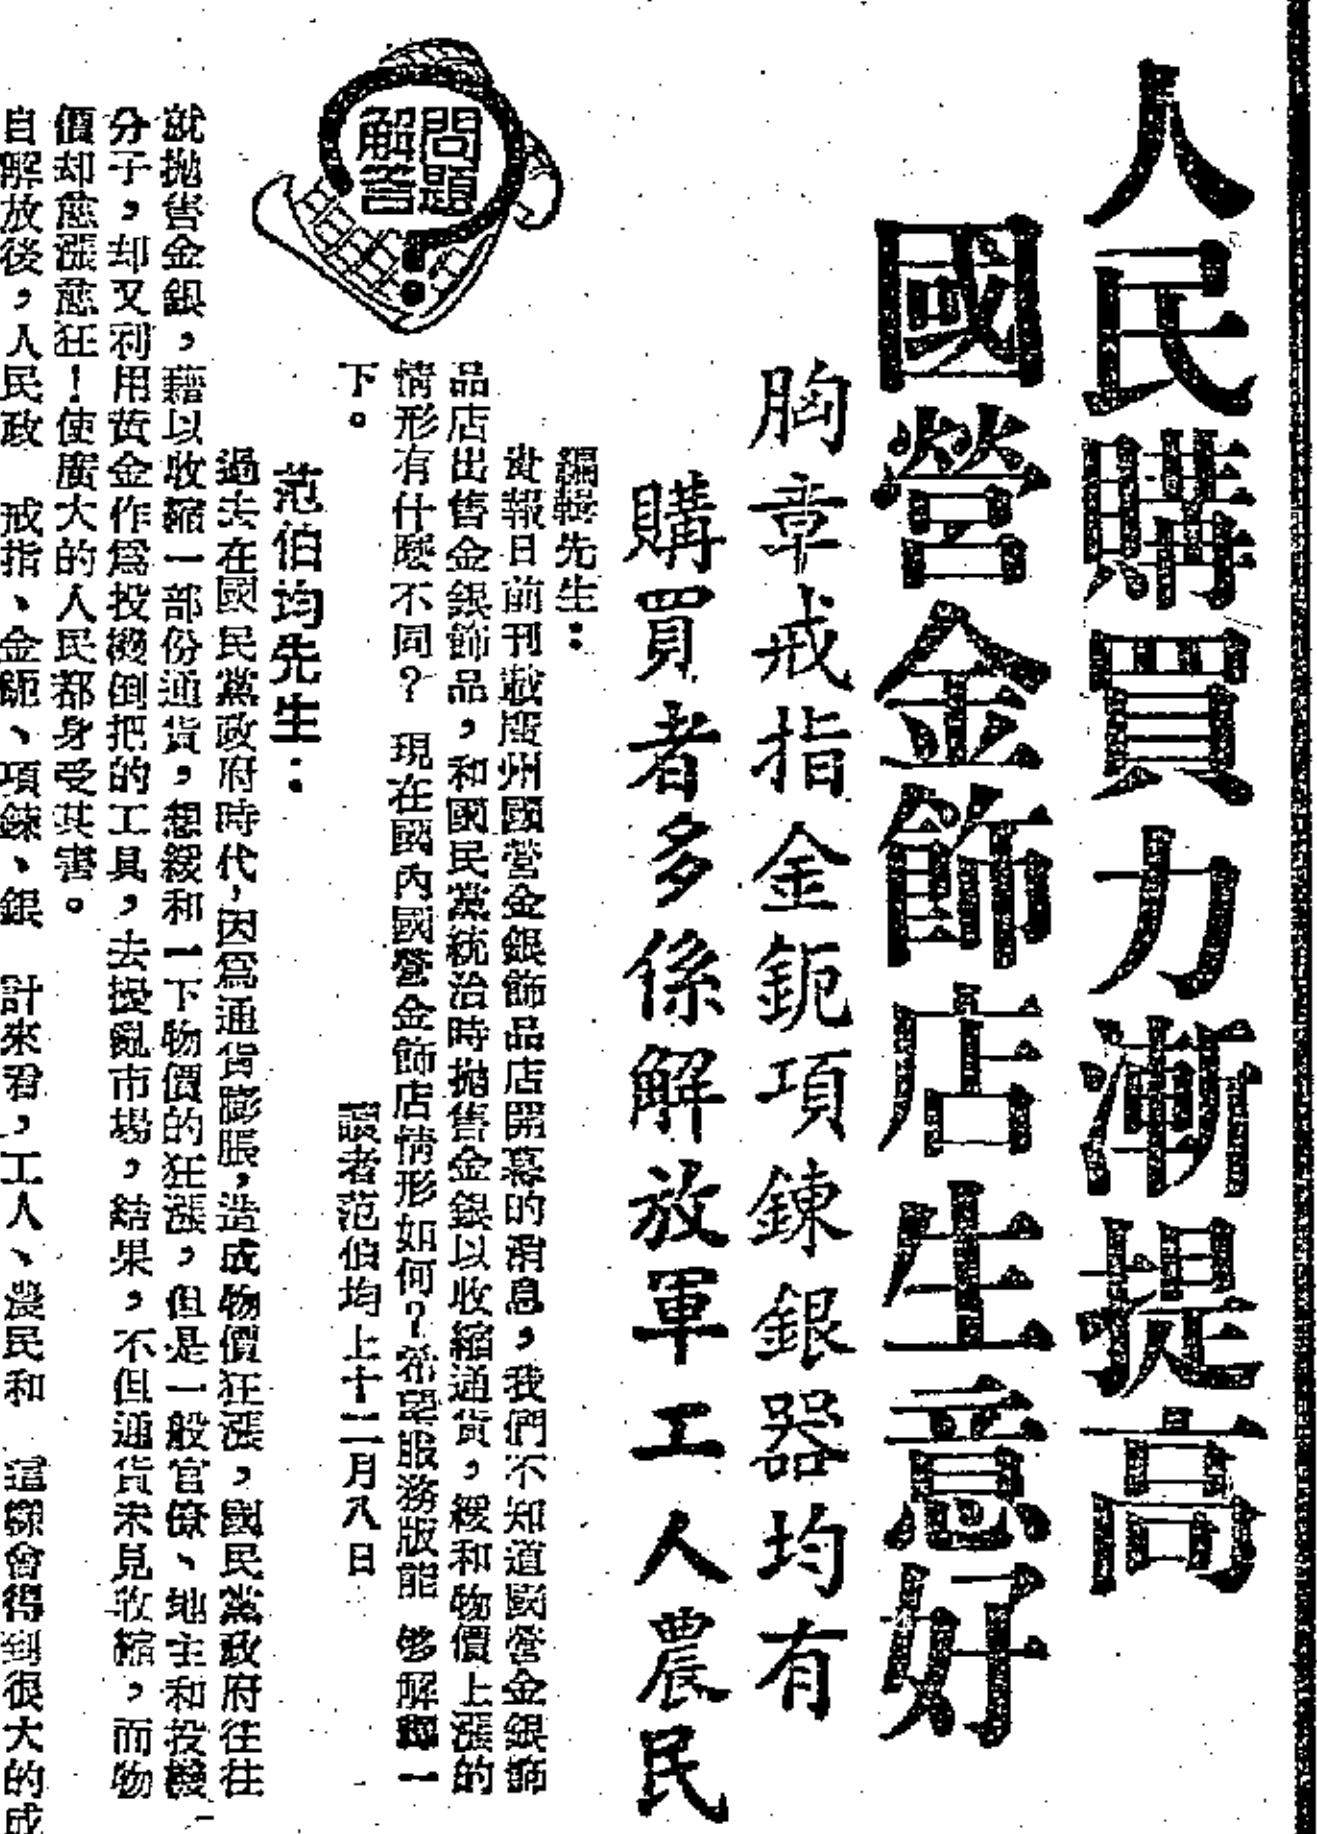 人民購買力漸提高
國營金飾店生意好
胸章戒指金鈪項鍊銀器均有
購買者多係解放軍工人農民
問題
解答
編輯先生：
貴報日前刊載廣州國營金銀飾品店開幕的消息，我們不知道國營金銀飾
品店出售金銀飾品，和國民黨統治時拋售金銀以收縮通貨，緩和物價上漲的
情形有什麼不同？現在國內國營金飾店情形如何？希望服務版能够解釋一
下。
讀者范伯均上十二月八日
范伯均先生：
過去在國民黨政府時代，因爲通貨膨脹，造成物價狂漲，國民黨政府往往
就拋售金銀，藉以收縮一部份通貨，想緩和一下物價的狂漲，但是一般官僚、地主和投機
分子，却又利用黃金作爲投機倒把的工具，去擾亂市場，結果，不但通貨未見收縮，而物
價却愈漲愈狂！使廣大的人民都身受其害。
自解放後，人民政
戒指、金鈪、項鍊、銀
計來看，工人、農民和
這樣會得到很大的成